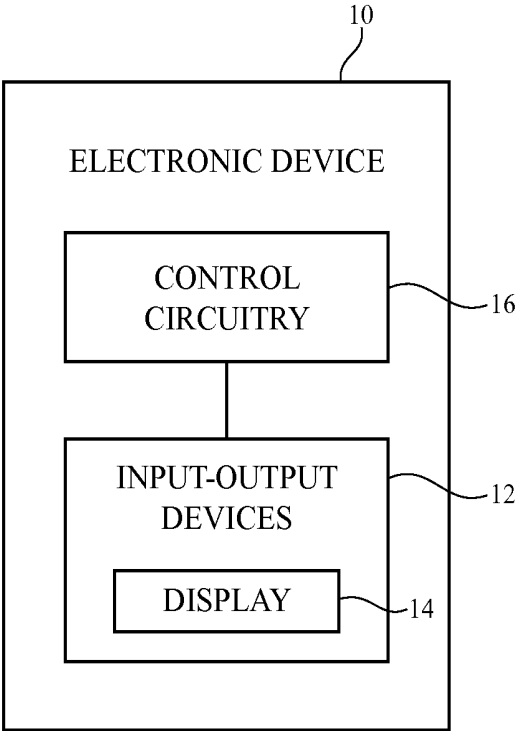 10
ELECTRONIC DEVICE
CONTROL
CIRCUITRY
16
INPUT-OUTPUT
DEVICES
12
DISPLAY
14